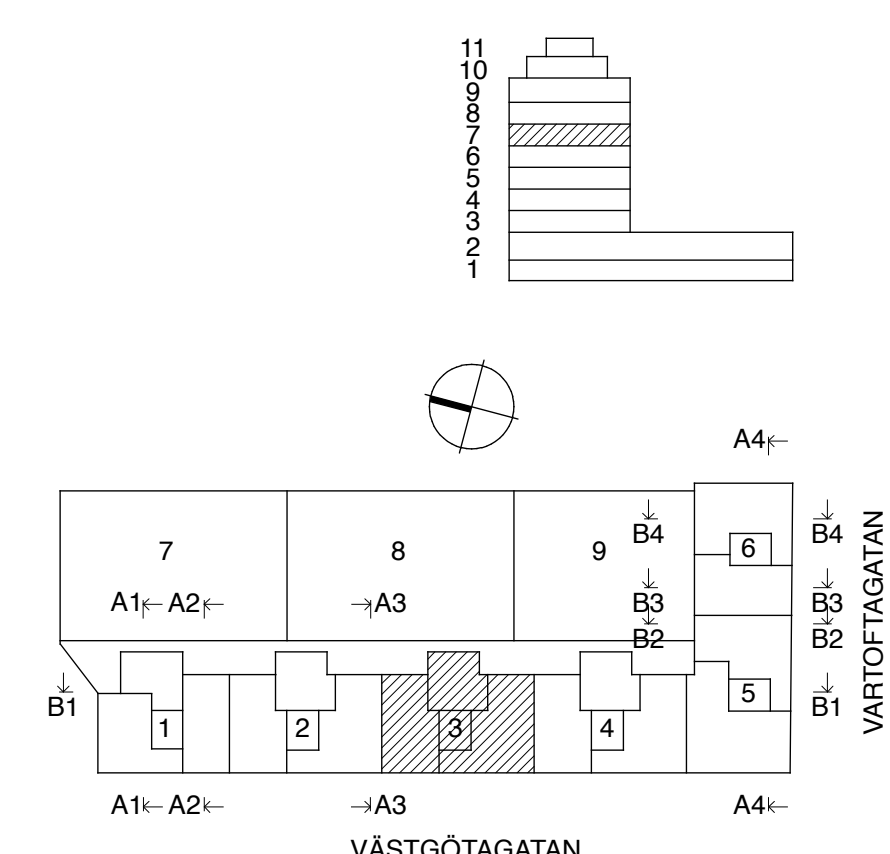 11
10
9
8
7
6
5
4
3
2
1
A4
B4 B4
7 8 9 6
A1 A2 A3 B3 B3
B2 B2
B1 5 B1
1 2 3 4
A1 A2 A3 A4
VÄSTGÖTAGATAN
VARTOFTAGATAN